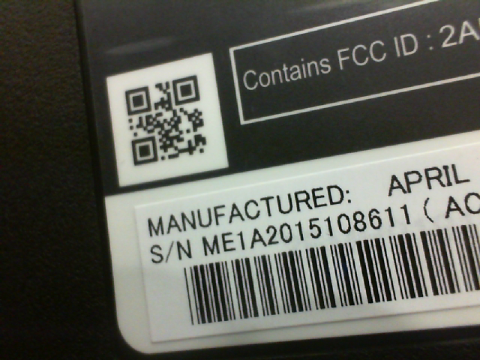 Contains FCC ID : 2A
MANUFACTURED: APRIL
S/N ME1A2015108611 ( AC